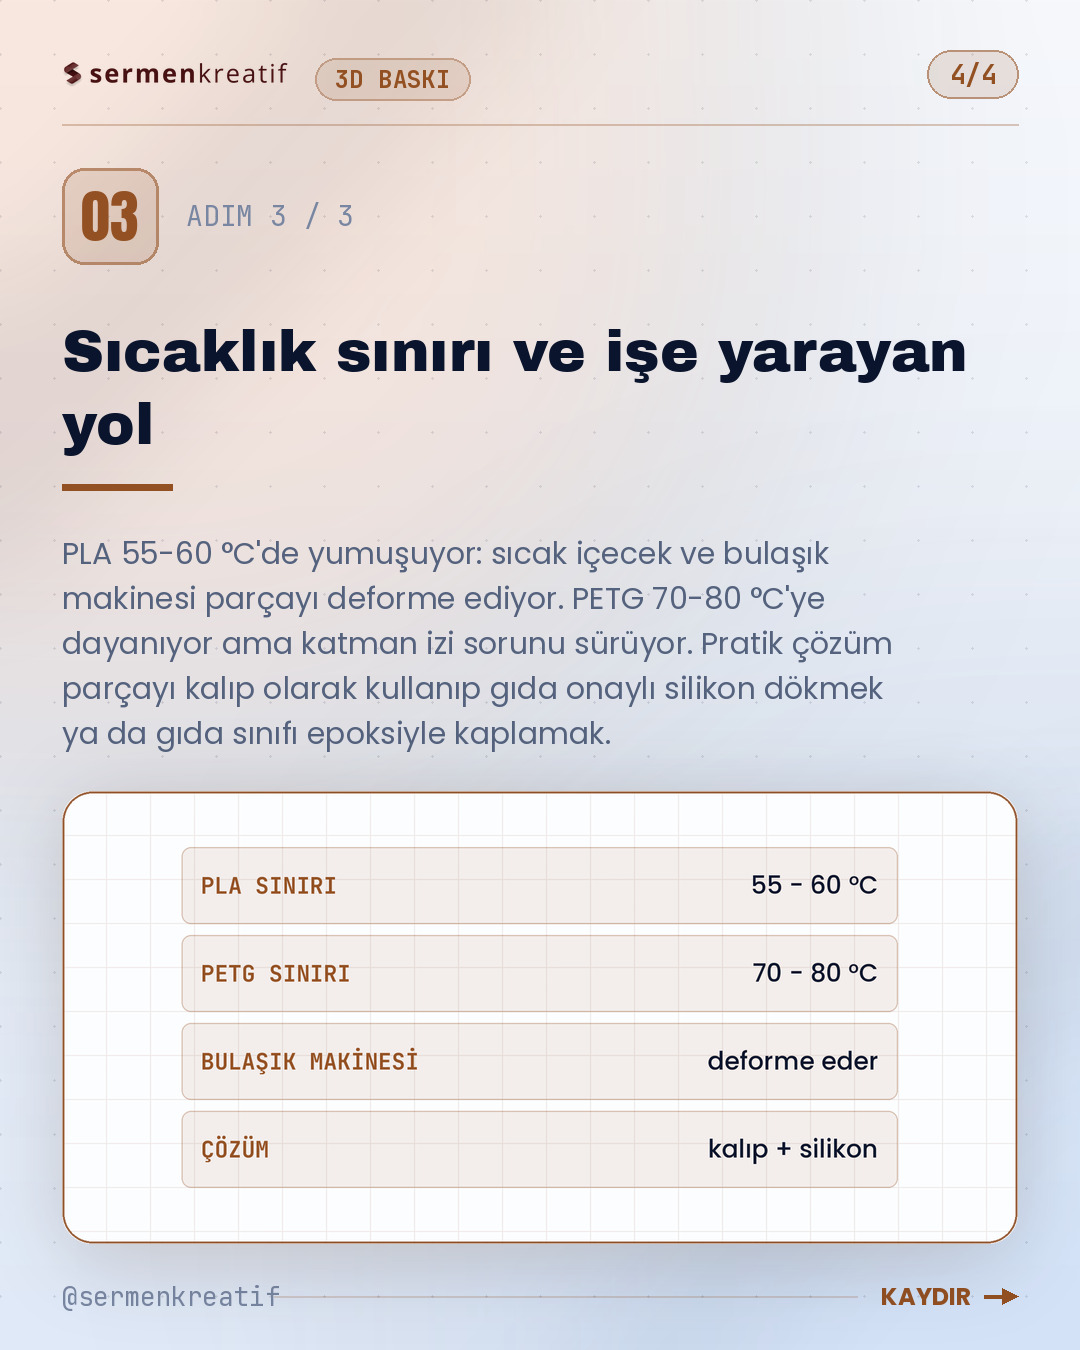 sermenkreatif
3D BASKI
4/4
03
ADIM 3 / 3
Sıcaklık sınırı ve işe yarayan
yol
PLA 55-60 °C'de yumuşuyor: sıcak içecek ve bulaşık
makinesi parçayı deforme ediyor. PETG 70-80 °C'ye
dayanıyor ama katman izi sorunu sürüyor. Pratik çözüm
parçayı kalıp olarak kullanıp gıda onaylı silikon dökmek
ya da gıda sınıfı epoksiyle kaplamak.
PLA SINIRI 55 - 60 °C
PETG SINIRI 70 - 80 °C
BULAŞIK MAKİNESİ deforme eder
ÇÖZÜM kalıp + silikon
@sermenkreatif
KAYDIR